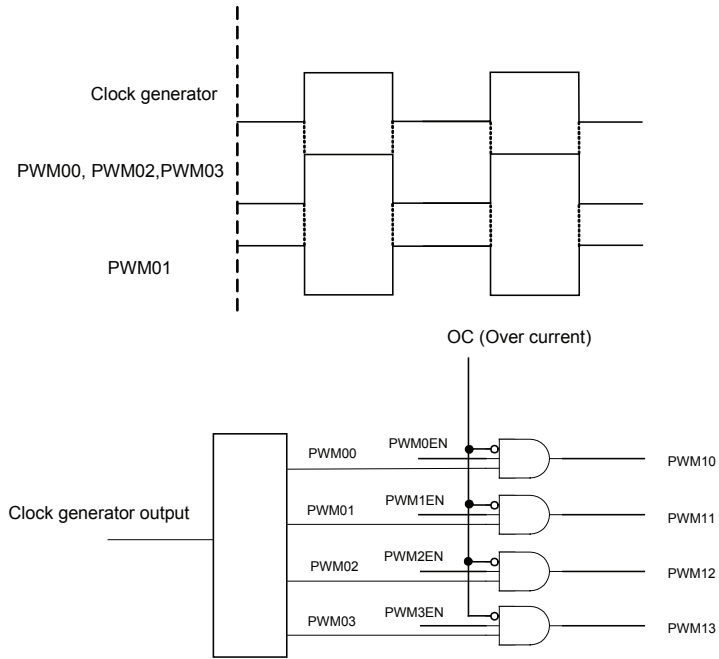 Clock generator
PWM00, PWM02,PWM03
PWM01
OC (Over current)
PWM0EN
PWM00
PWM10
PWM1EN
Clock generator output
PWM01
PWM11
PWM2EN
PWM02
PWM12
PWM3EN
PWM03
PWM13